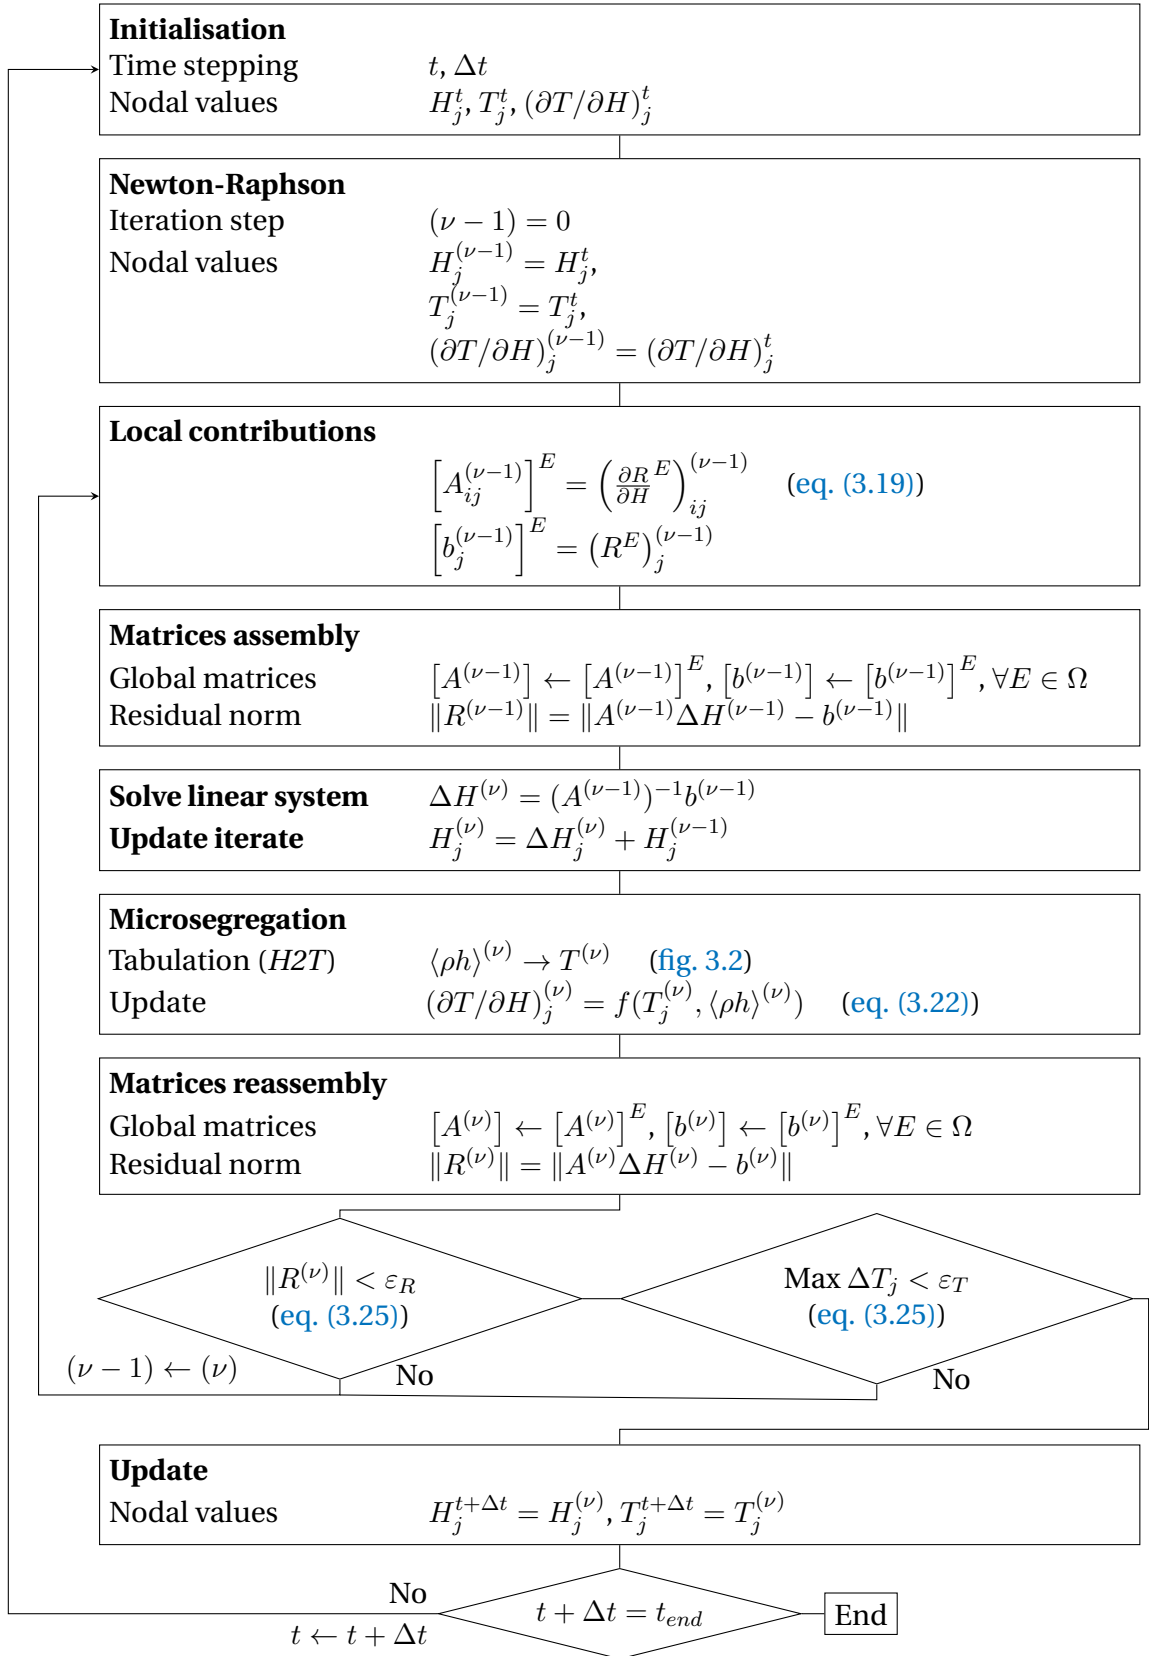 Initialisation
Time stepping t, Δt
Nodal values H_j^t, T_j^t, (∂T/∂H)_j^t
Newton-Raphson
Iteration step (ν − 1) = 0
Nodal values H_j^{(ν−1)} = H_j^t,
T_j^{(ν−1)} = T_j^t,
(∂T/∂H)_j^{(ν−1)} = (∂T/∂H)_j^t
Local contributions
[A_{ij}^{(ν−1)}]^E = (∂R/∂H^E)_{ij}^{(ν−1)} (eq. (3.19))
[b_j^{(ν−1)}]^E = (R^E)_j^{(ν−1)}
Matrices assembly
Global matrices [A^{(ν−1)}] ← [A^{(ν−1)}]^E, [b^{(ν−1)}] ← [b^{(ν−1)}]^E, ∀E ∈ Ω
Residual norm ‖R^{(ν−1)}‖ = ‖A^{(ν−1)}ΔH^{(ν−1)} − b^{(ν−1)}‖
Solve linear system ΔH^{(ν)} = (A^{(ν−1)})^{−1}b^{(ν−1)}
Update iterate H_j^{(ν)} = ΔH_j^{(ν)} + H_j^{(ν−1)}
Microsegregation
Tabulation (H2T) ⟨ρh⟩^{(ν)} → T^{(ν)} (fig. 3.2)
Update (∂T/∂H)_j^{(ν)} = f(T_j^{(ν)}, ⟨ρh⟩^{(ν)}) (eq. (3.22))
Matrices reassembly
Global matrices [A^{(ν)}] ← [A^{(ν)}]^E, [b^{(ν)}] ← [b^{(ν)}]^E, ∀E ∈ Ω
Residual norm ‖R^{(ν)}‖ = ‖A^{(ν)}ΔH^{(ν)} − b^{(ν)}‖
‖R^{(ν)}‖ < ε_R
(eq. (3.25))
Max ΔT_j < ε_T
(eq. (3.25))
(ν − 1) ← (ν)
No
No
Update
Nodal values H_j^{t+Δt} = H_j^{(ν)}, T_j^{t+Δt} = T_j^{(ν)}
No
t ← t + Δt
t + Δt = t_{end}
End